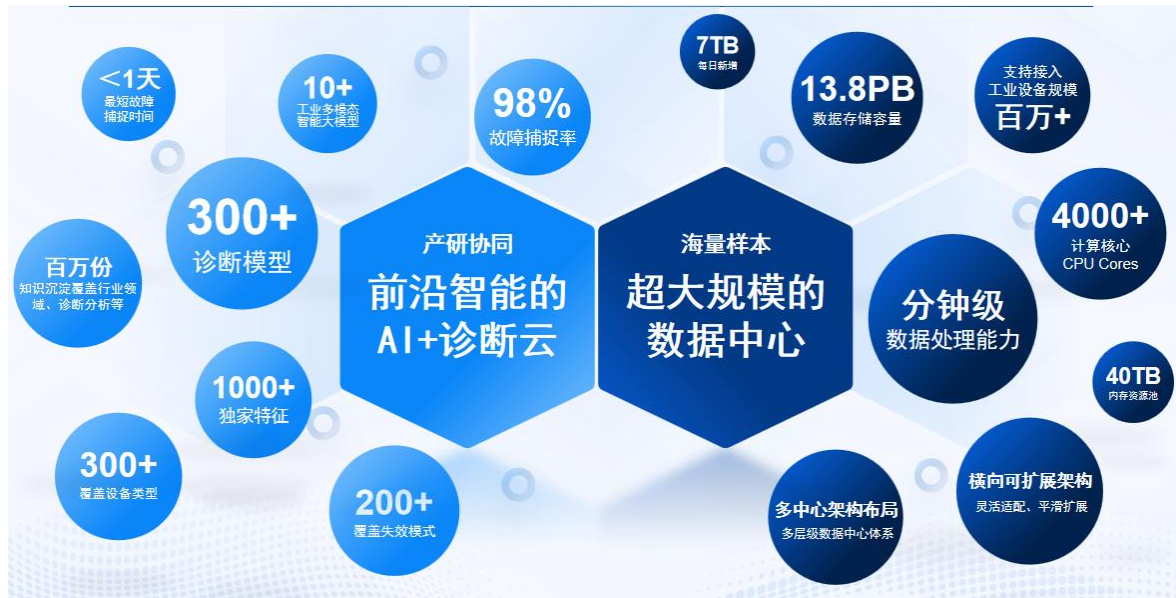 <1天
最短故障
捕捉时间
10+
工业多模态
智能大模型
98%
故障捕捉率
300+
诊断模型
百万份
知识沉淀覆盖行业领
域、诊断分析等
1000+
独家特征
300+
覆盖设备类型
200+
覆盖失效模式
产研协同
前沿智能的
AI+诊断云
海量样本
超大规模的
数据中心
7TB
每日新增
13.8PB
数据存储容量
支持接入
工业设备规模
百万+
4000+
计算核心
CPU Cores
分钟级
数据处理能力
40TB
内存资源池
横向可扩展架构
灵活适配、平滑扩展
多中心架构布局
多层级数据中心体系